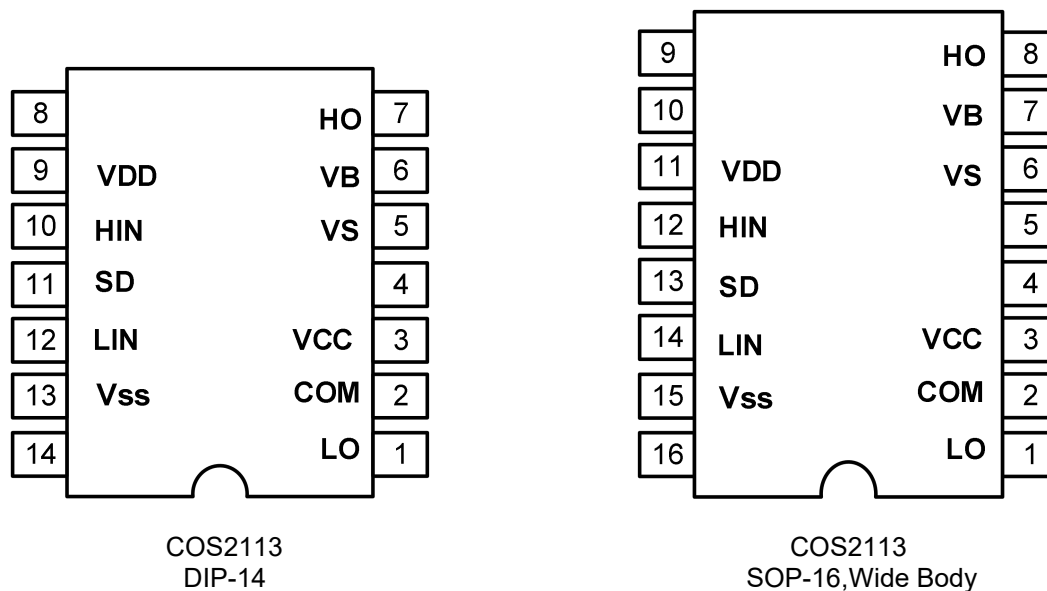 8 HO 7
9 VDD VB 6
10 HIN VS 5
11 SD 4
12 LIN VCC 3
13 Vss COM 2
14 LO 1
COS2113
DIP-14
9 HO 8
10 VB 7
11 VDD VS 6
12 HIN 5
13 SD 4
14 LIN VCC 3
15 Vss COM 2
16 LO 1
COS2113
SOP-16,Wide Body